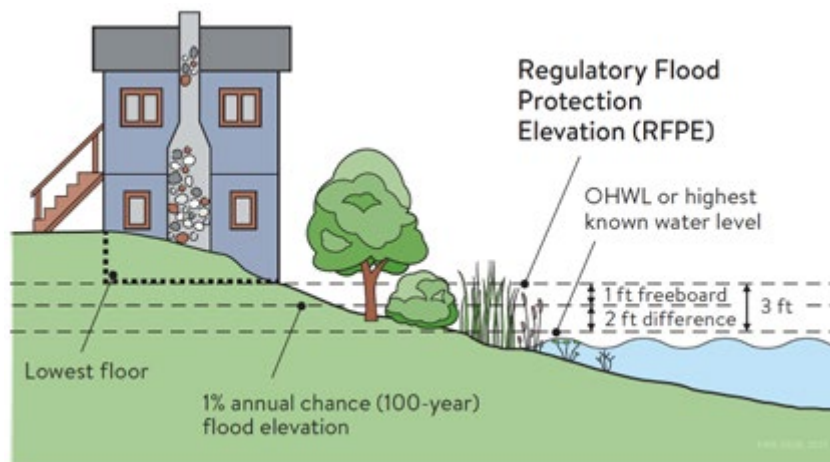 Regulatory Flood
Protection
Elevation (RFPE)
OHWL or highest
known water level
1 ft freeboard
2 ft difference
3 ft
Lowest floor
1% annual chance (100-year)
flood elevation